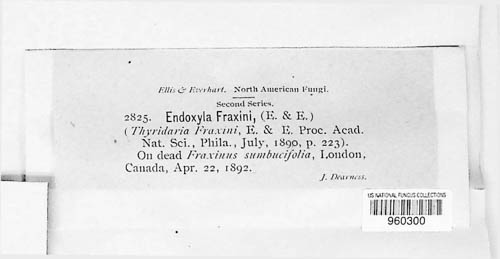 Ellis & Everhart. North American Fungi.
Second Series.
2825. Endoxyla Fraxini, (E. & E.)
(Thyridaria Fraxini, E. & E. Proc. Acad.
Nat. Sci., Phila., July, 1890, p. 223).
On dead Fraxinus sumbucifolia, London,
Canada, Apr. 22, 1892.
J. Dearness.
US NATIONAL FUNGUS COLLECTIONS
960300